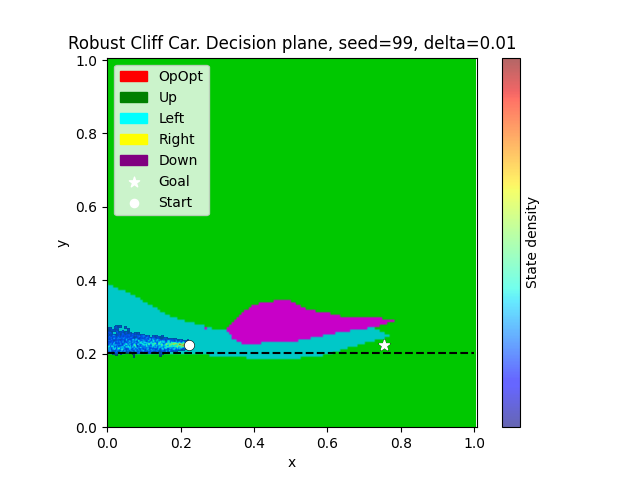 Robust Cliff Car. Decision plane, seed=99, delta=0.01
OpOpt
Up
Left
Right
Down
Goal
Start
1.0
0.8
0.6
0.4
0.2
0.0
y
0.0 0.2 0.4 0.6 0.8 1.0
x
State density